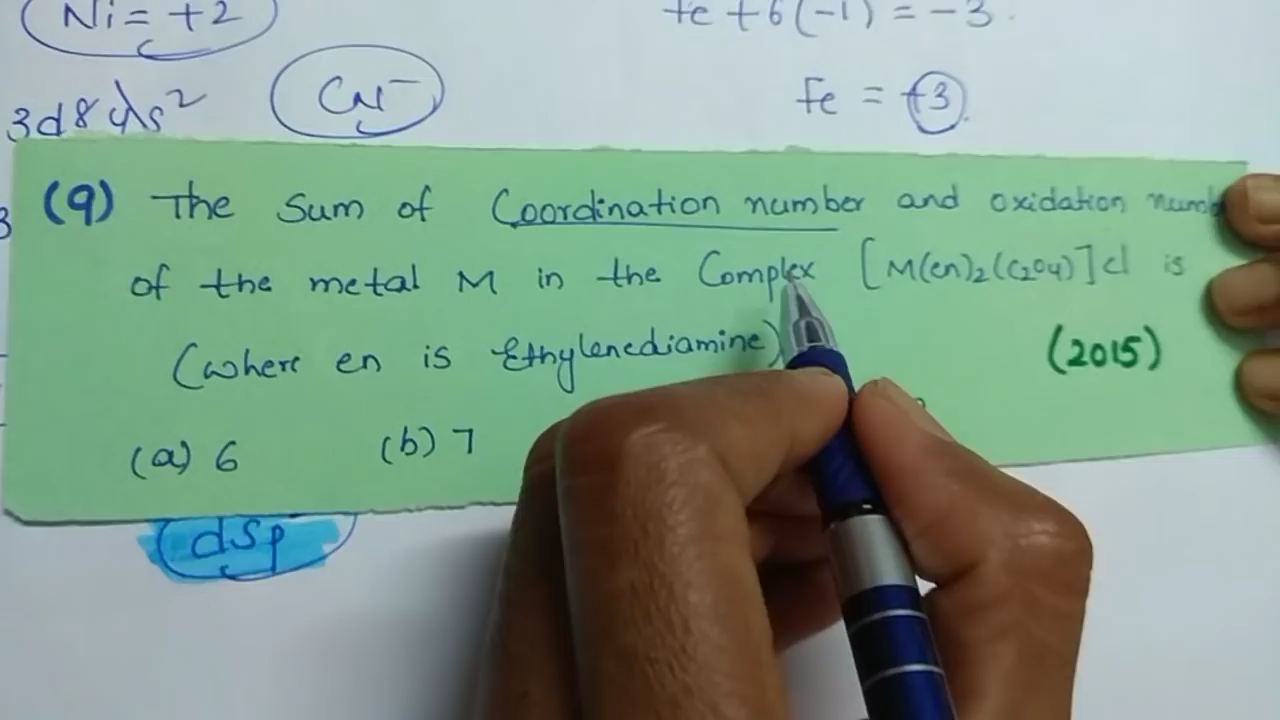 Ni = +2
Fe + 6(-1) = -3.
3d8 4s2
CN-
Fe = +3.
(9) The Sum of Coordination number and oxidation
of the metal M in the Complex [M(en)2(C2O4)]Cl is
(where en is Ethylenediamine)
(2015)
(a) 6 (b) 7
dsp